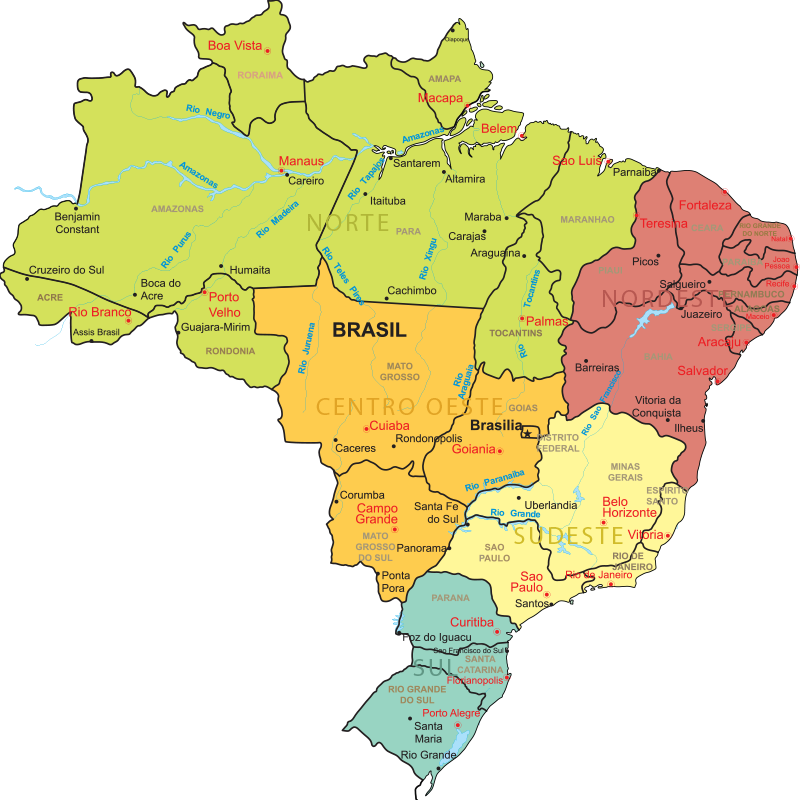 Oiapoque
Boa Vista
RORAIMA
AMAPA
Macapa
Rio Negro
Amazonas
Belem
Manaus
Careiro
Santarem
Altamira
Sao Luis
Parnaiba
Amazonas
Rio Tapajos
Itaituba
AMAZONAS
Rio Madeira
NORTE
PARA
Maraba
MARANHAO
Teresma
Fortaleza
CEARA
RIO GRANDE
DO NORTE
Natal
Benjamin
Constant
Rio Purus
Rio Xingu
Carajas
Araguaina
Picos
PIAUI
Joao
Pessoa
Cruzeiro do Sul
Humaita
Rio Teles Pires
Cachimbo
Tocantins
Salgueiro
Recife
PERNAMBUCO
ACRE
Boca do
Acre
Porto
Velho
NORDESTE
ALAGOAS
Maceio
Rio Branco
Guajara-Mirim
BRASIL
Palmas
TOCANTINS
Juazeiro
Assis Brasil
RONDONIA
Rio Juruena
Rio
Aracaju
MATO
GROSSO
Rio
Araguaia
Barreiras
BAHIA
Salvador
Rio Sao Francisco
CENTRO OESTE
GOIAS
Vitoria da
Conquista
Cuiaba
Brasilia
Ilheus
Caceres
Rondonopolis
Goiania
DISTRITO
FEDERAL
MINAS
GERAIS
Rio Paranaiba
Corumba
Campo
Grande
Santa Fe
do Sul
Uberlandia
Rio Grande
Belo
Horizonte
ESPIRITO
SANTO
SUDESTE
Vitoria
MATO
GROSSO
DO SUL
Panorama
SAO
PAULO
RIO DE
JANEIRO
Ponta
Pora
Sao
Paulo
Rio de Janeiro
Santos
PARANA
Curitiba
Foz do Iguacu
Sao Francisco do Sul
SUL
SANTA
CATARINA
Florianopolis
RIO GRANDE
DO SUL
Porto Alegre
Santa
Maria
Rio Grande